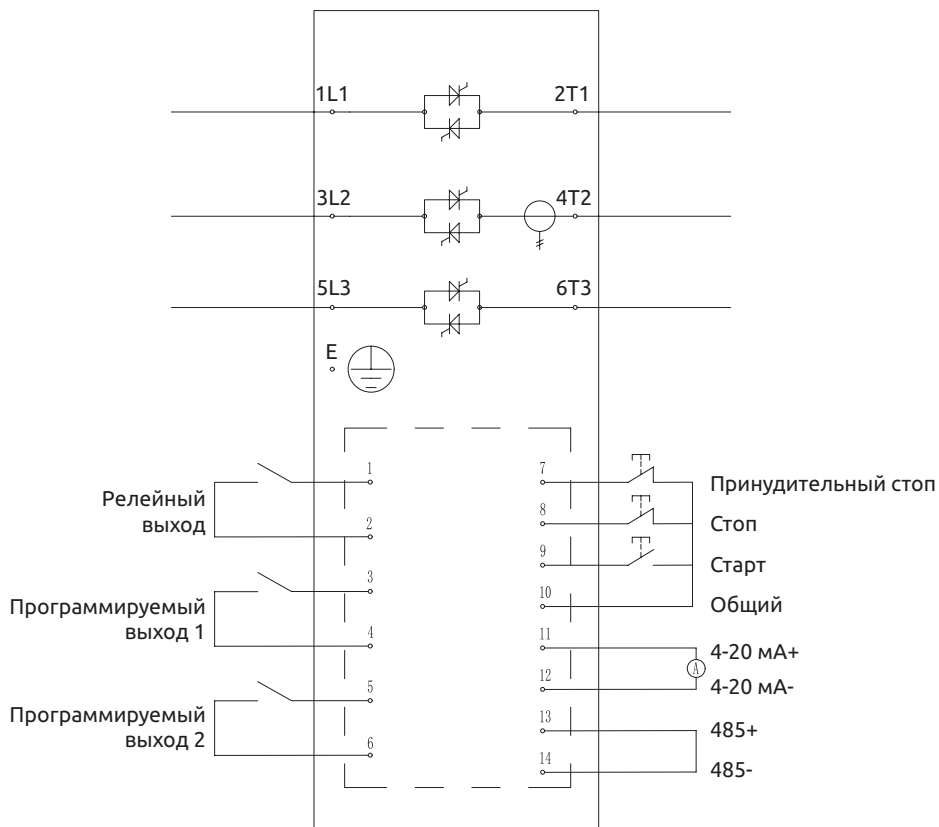 1L1
2T1
3L2
4T2
5L3
6T3
E
1
2
Релейный
выход
3
4
Программируемый
выход 1
5
6
Программируемый
выход 2
7
Принудительный стоп
8
Стоп
9
Старт
10
Общий
11
4-20 мА+
A
12
4-20 мА-
13
485+
14
485-